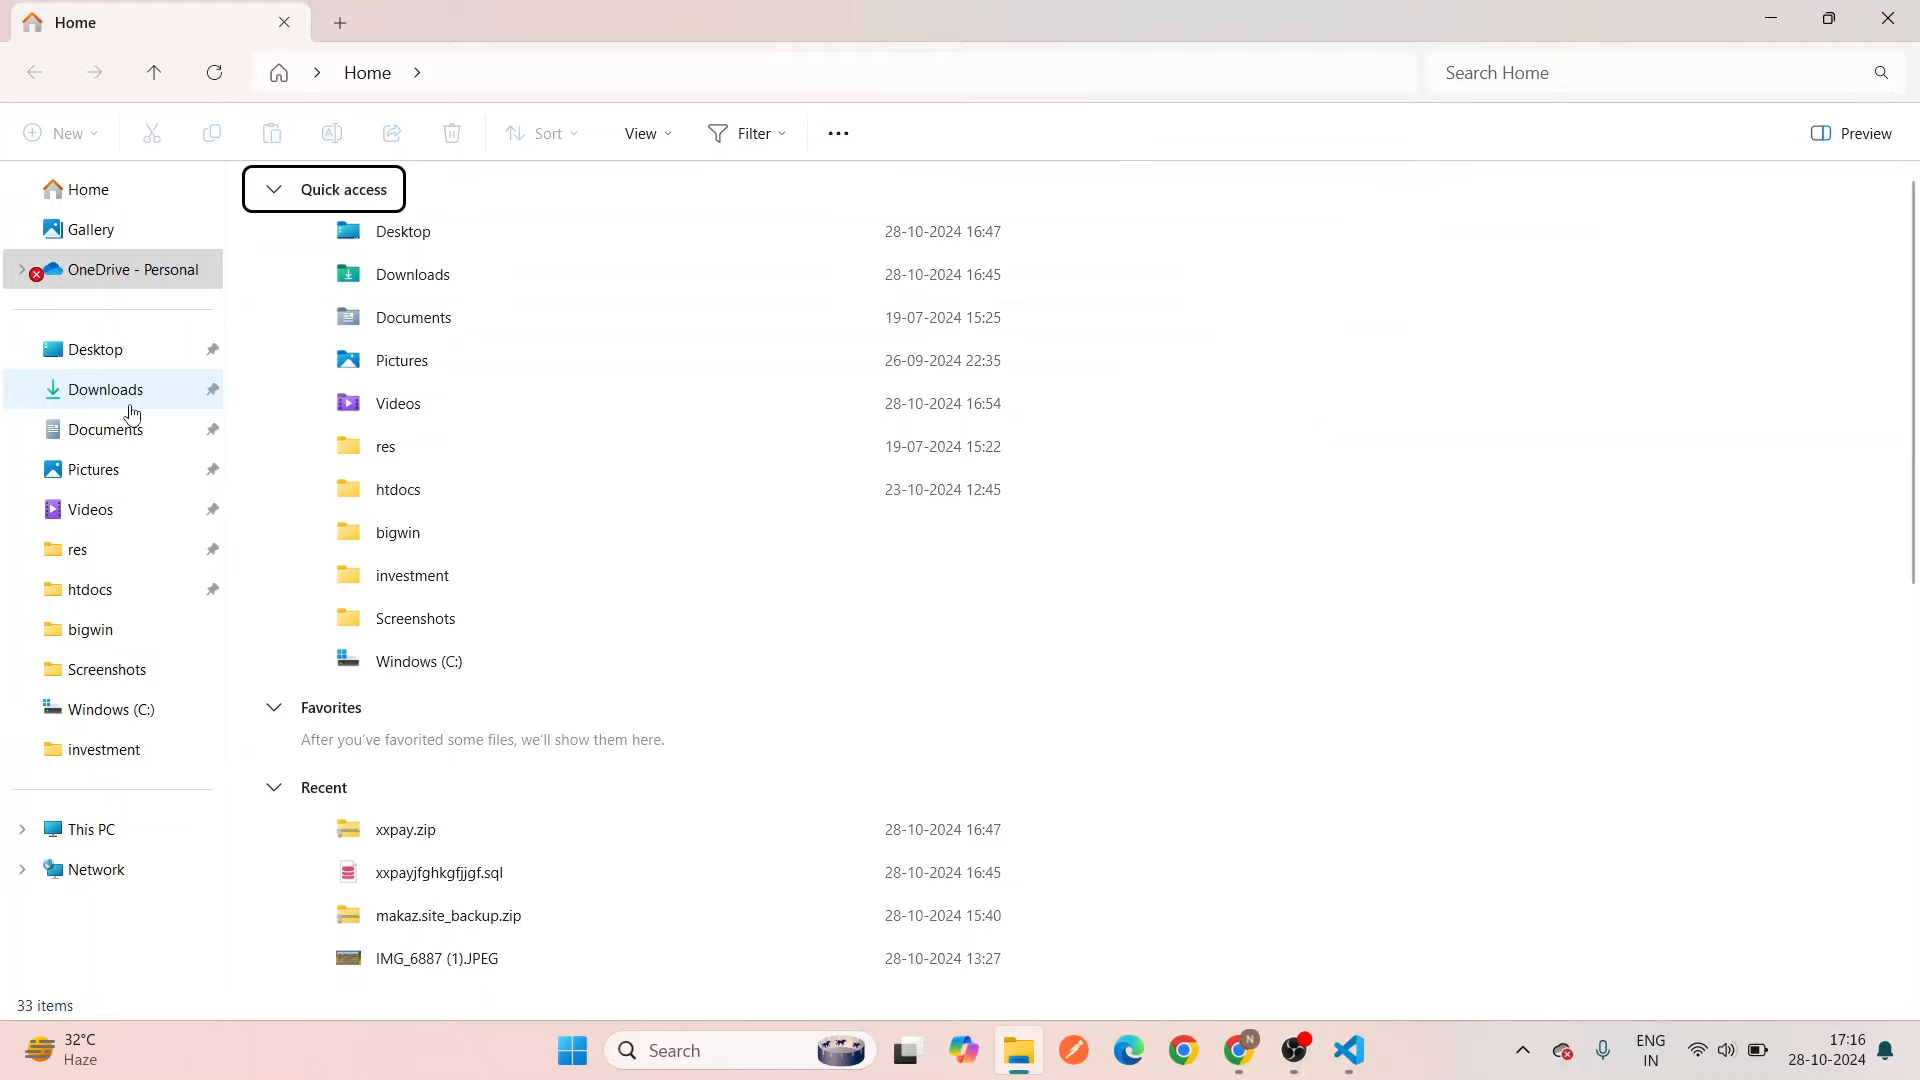 Home
Home
Search Home
New
Sort
View
Filter
Preview
Home
Gallery
OneDrive - Personal
Desktop
Downloads
Documents
Pictures
Videos
res
htdocs
bigwin
Screenshots
Windows (C:)
investment
This PC
Network
Quick access
Desktop 28-10-2024 16:47
Downloads 28-10-2024 16:45
Documents 19-07-2024 15:25
Pictures 26-09-2024 22:35
Videos 28-10-2024 16:54
res 19-07-2024 15:22
htdocs 23-10-2024 12:45
bigwin
investment
Screenshots
Windows (C:)
Favorites
After you've favorited some files, we'll show them here.
Recent
xxpay.zip 28-10-2024 16:47
xxpayjfghkgfjjgf.sql 28-10-2024 16:45
makaz.site_backup.zip 28-10-2024 15:40
IMG_6887 (1).JPEG 28-10-2024 13:27
33 items
32°C
Haze
Search
N
ENG
IN
17:16
28-10-2024